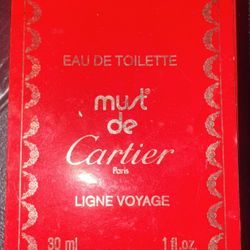 EAU DE TOILETTE
must
de
Cartier
Paris
LIGNE VOYAGE
30 ml 1 fl.oz.